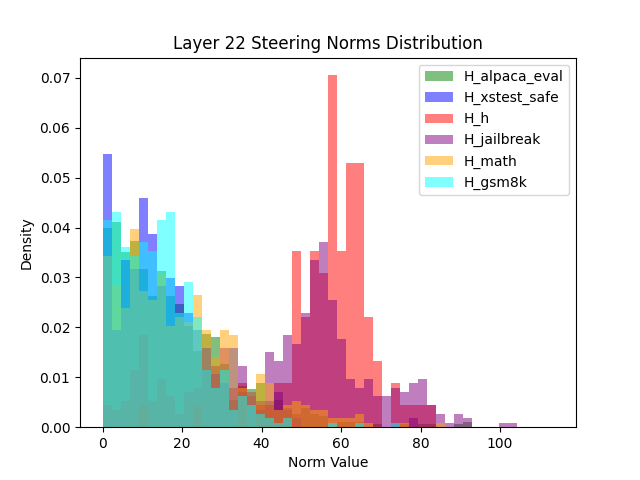 Layer 22 Steering Norms Distribution
H_alpaca_eval
H_xstest_safe
H_h
H_jailbreak
H_math
H_gsm8k
0.07
0.06
0.05
0.04
0.03
0.02
0.01
0.00
Density
0 20 40 60 80 100
Norm Value